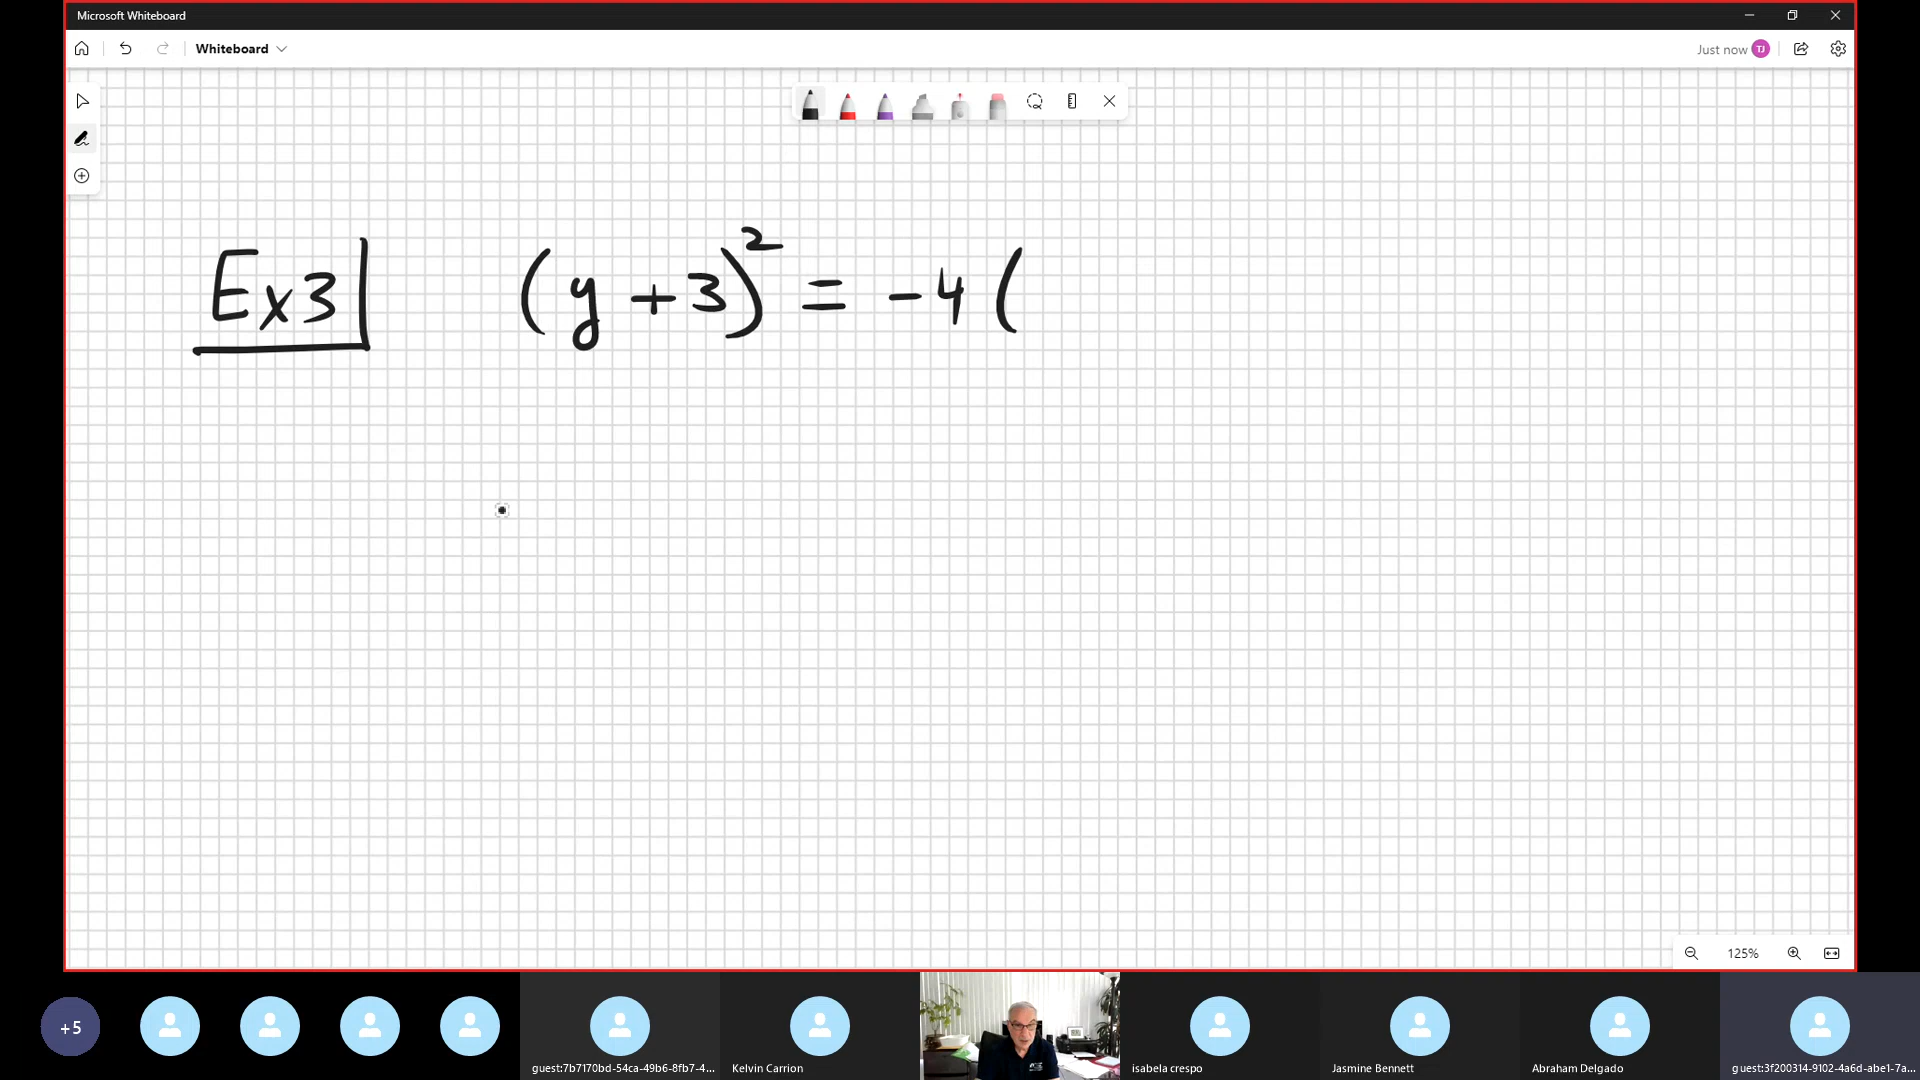 Microsoft Whiteboard
Whiteboard
Just now TJ
Ex3 (y + 3)² = -4 (
125%
+5
guest:7b7170bd-54ca-49b6-8fb7-4...
Kelvin Carrion
isabela crespo
Jasmine Bennett
Abraham Delgado
guest:3f200314-9102-4a6d-abe1-7a...